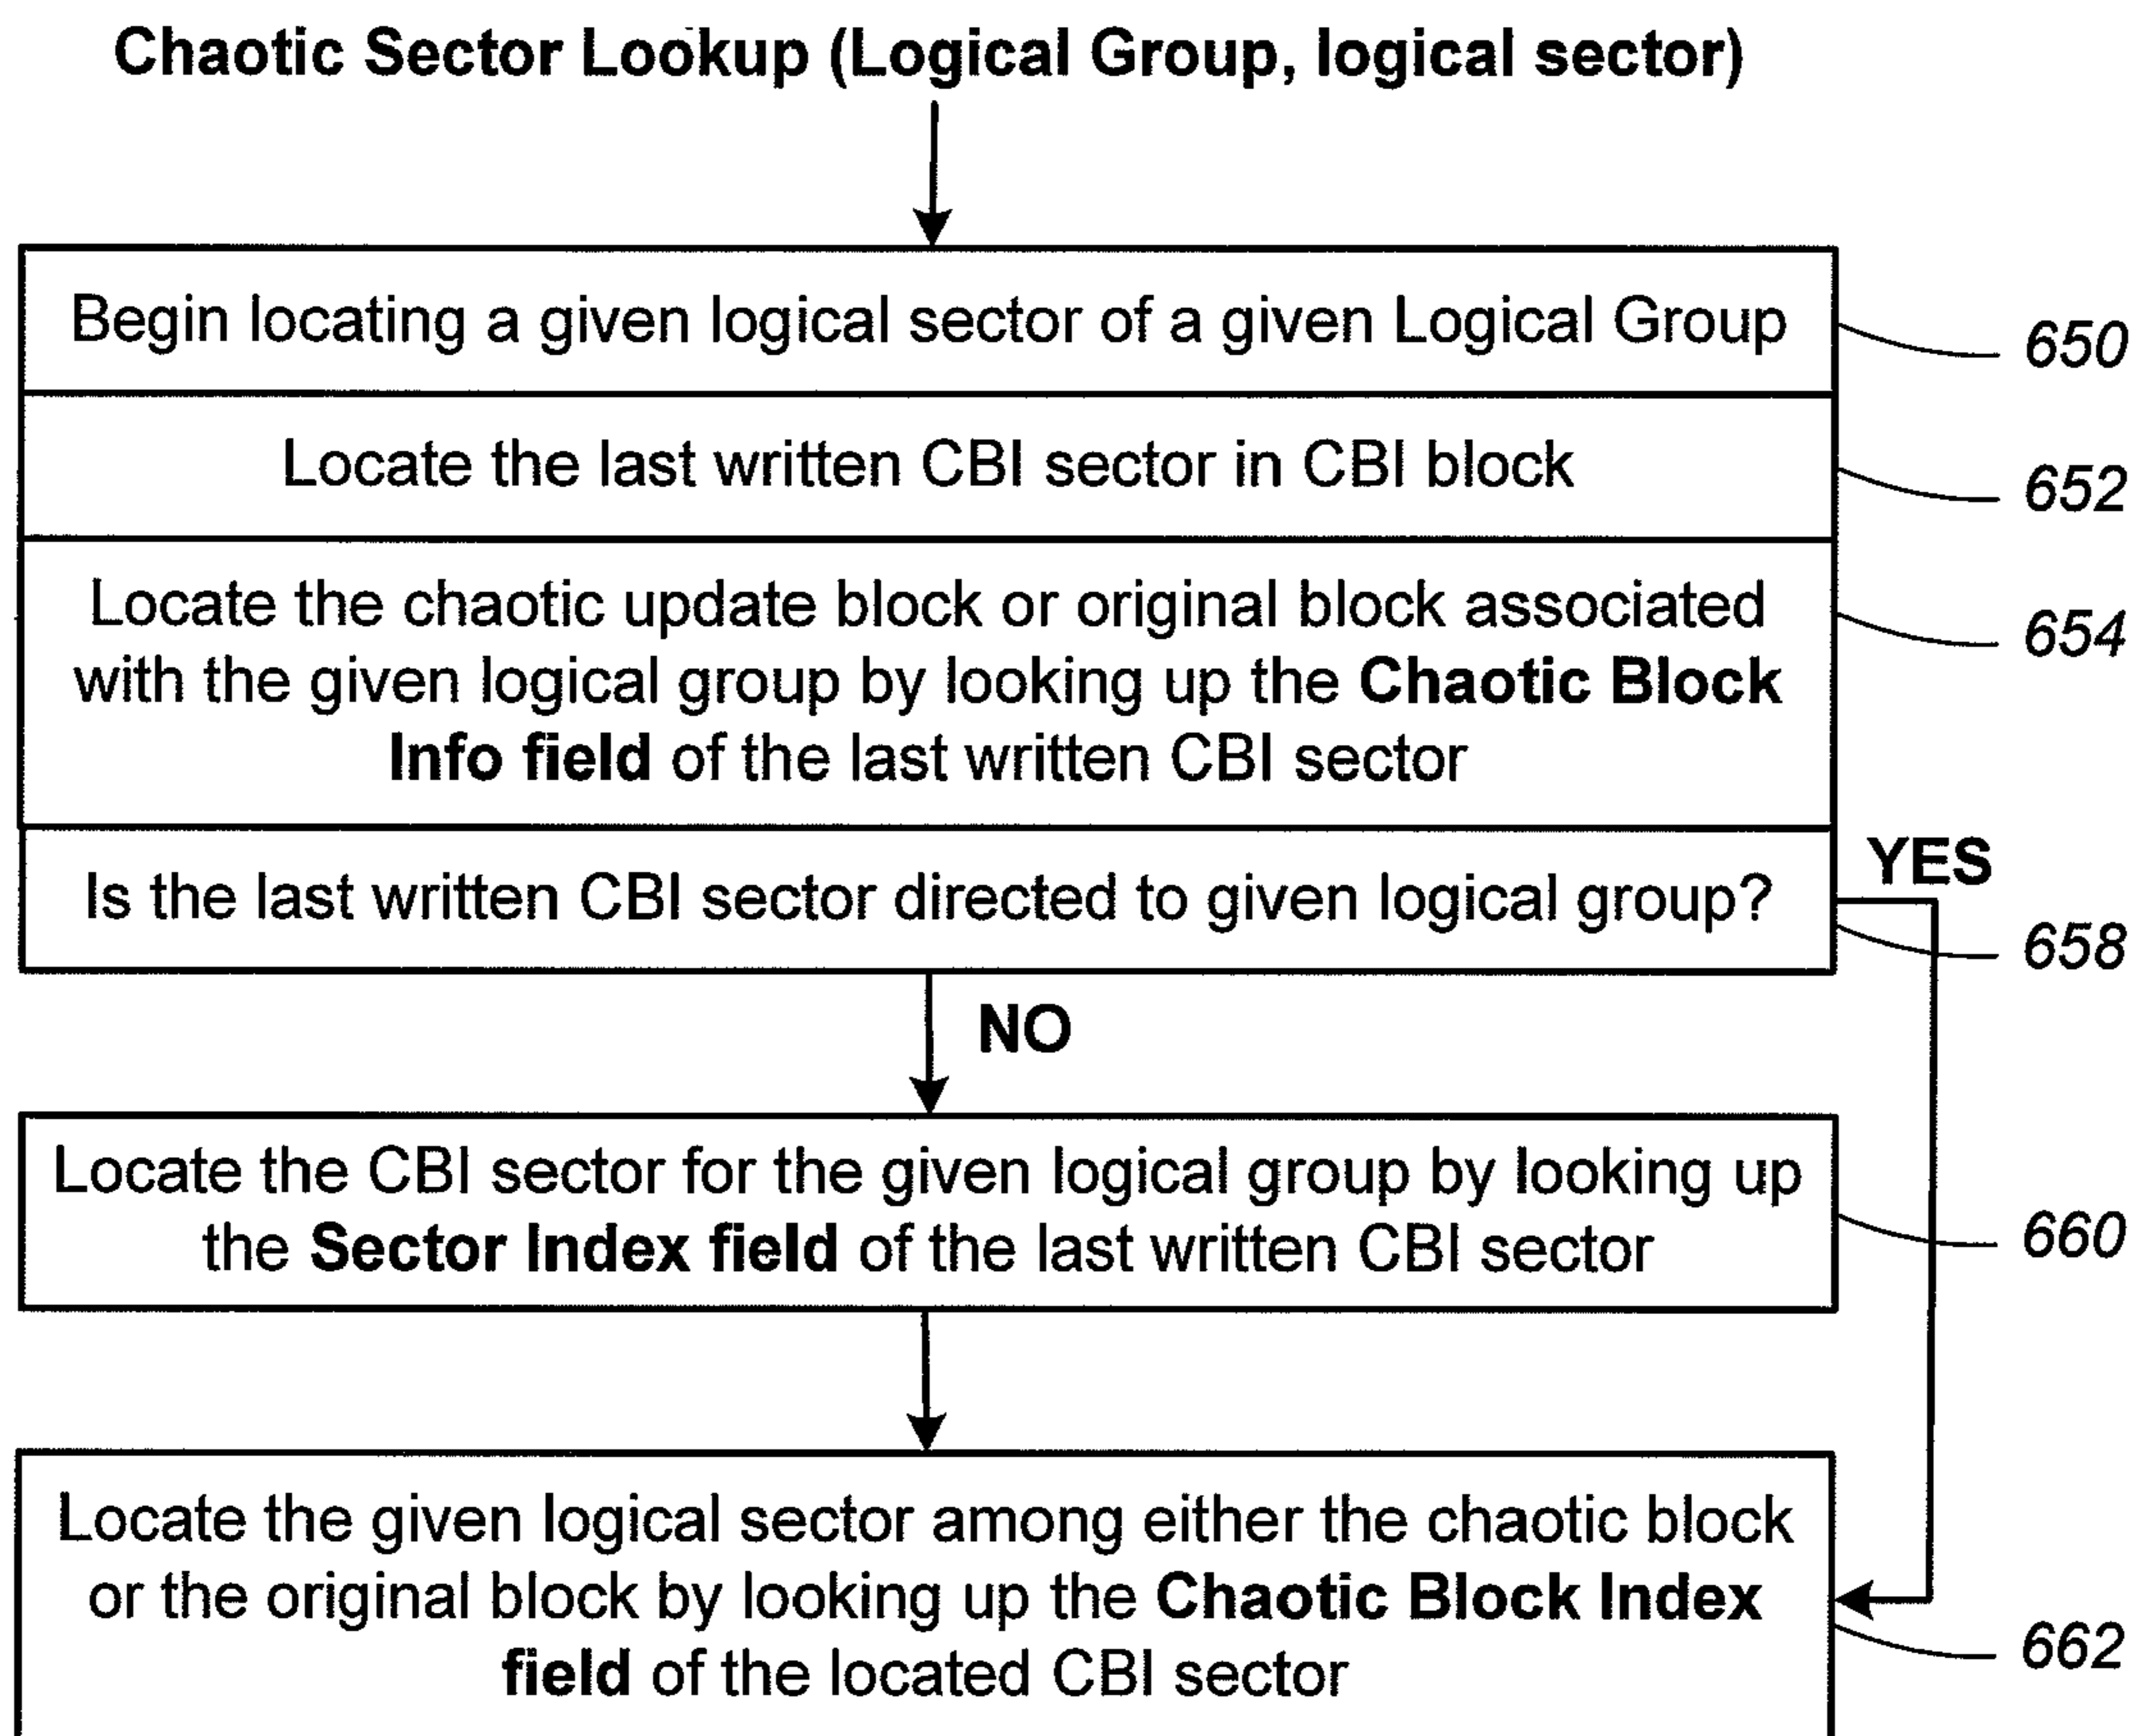 Chaotic Sector Lookup (Logical Group, logical sector)
Begin locating a given logical sector of a given Logical Group
650
Locate the last written CBI sector in CBI block
652
Locate the chaotic update block or original block associated
with the given logical group by looking up the Chaotic Block
Info field of the last written CBI sector
654
Is the last written CBI sector directed to given logical group?
YES
658
NO
Locate the CBI sector for the given logical group by looking up
the Sector Index field of the last written CBI sector
660
Locate the given logical sector among either the chaotic block
or the original block by looking up the Chaotic Block Index
field of the located CBI sector
662